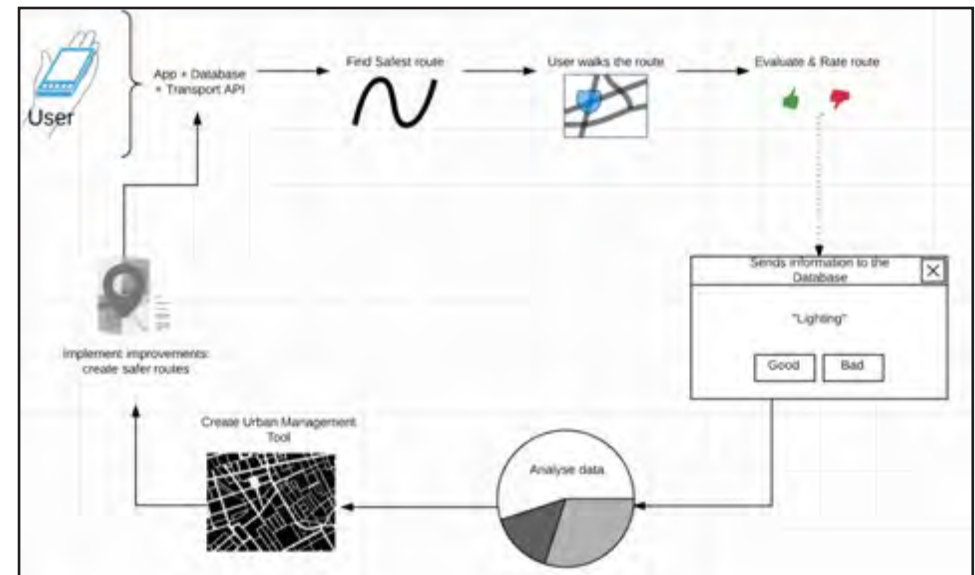 User
App + Database
+ Transport API
Find Safest route
User walks the route
Evaluate & Rate route
Sends information to the
Database
"Lighting"
Good
Bad
Analyse data
Create Urban Management
Tool
Implement improvements:
create safer routes